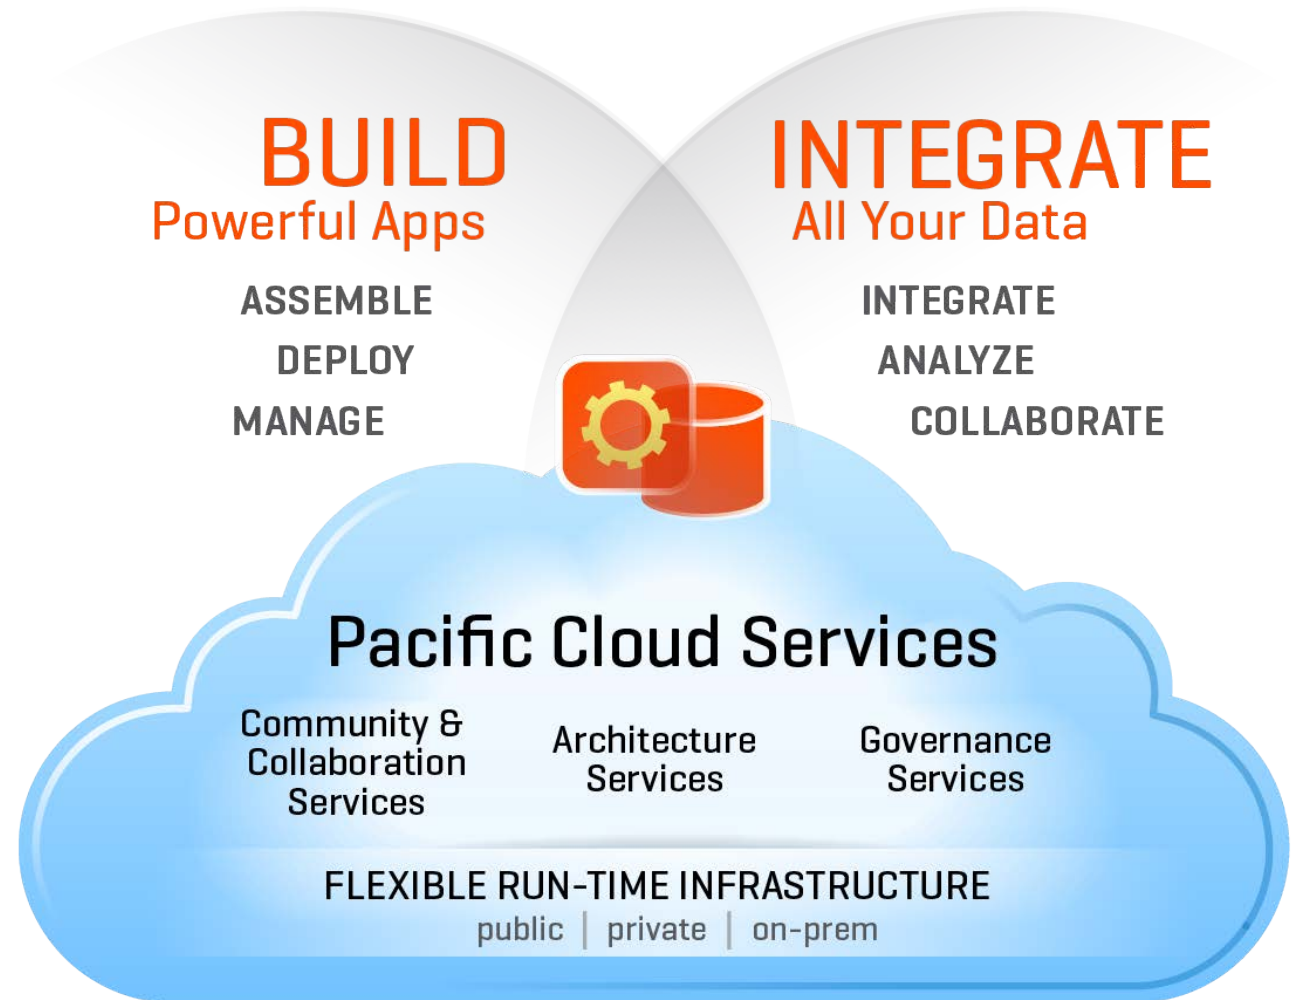 BUILD
Powerful Apps
ASSEMBLE
DEPLOY
MANAGE
INTEGRATE
All Your Data
INTEGRATE
ANALYZE
COLLABORATE
Pacific Cloud Services
Community &
Collaboration
Services
Architecture
Services
Governance
Services
FLEXIBLE RUN-TIME INFRASTRUCTURE
public | private | on-prem